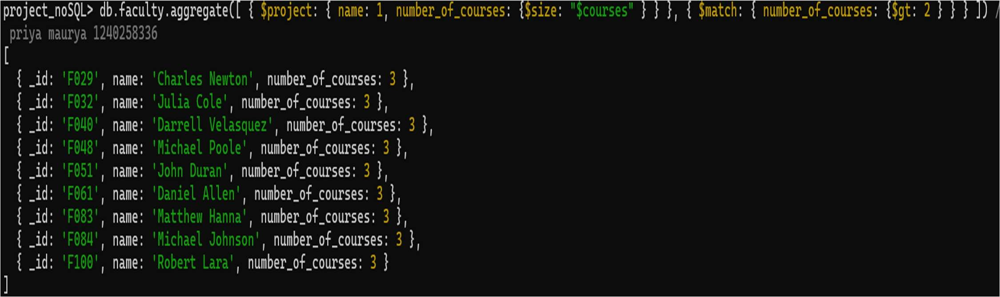 project_noSQL> db.faculty.aggregate([ { $project: { name: 1, number_of_courses: {$size: "$courses" } } }, { $match: { number_of_courses: {$gt: 2 } } } ]) /
priya maurya 1240258336
[
  { _id: 'F029', name: 'Charles Newton', number_of_courses: 3 },
  { _id: 'F032', name: 'Julia Cole', number_of_courses: 3 },
  { _id: 'F040', name: 'Darrell Velasquez', number_of_courses: 3 },
  { _id: 'F048', name: 'Michael Poole', number_of_courses: 3 },
  { _id: 'F051', name: 'John Duran', number_of_courses: 3 },
  { _id: 'F061', name: 'Daniel Allen', number_of_courses: 3 },
  { _id: 'F083', name: 'Matthew Hanna', number_of_courses: 3 },
  { _id: 'F084', name: 'Michael Johnson', number_of_courses: 3 },
  { _id: 'F100', name: 'Robert Lara', number_of_courses: 3 }
]